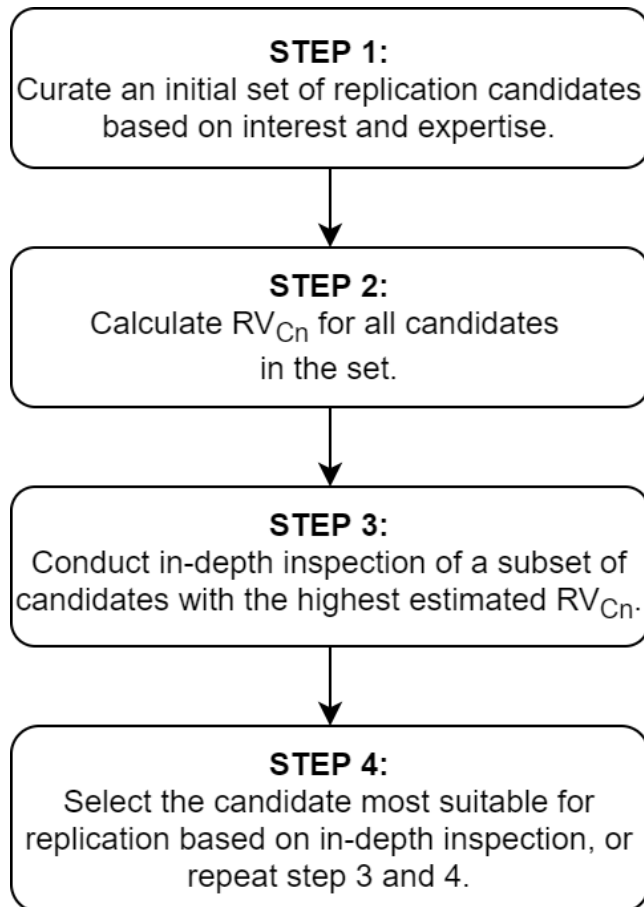 STEP 1:
Curate an initial set of replication candidates
based on interest and expertise.
STEP 2:
Calculate RV_Cn for all candidates
in the set.
STEP 3:
Conduct in-depth inspection of a subset of
candidates with the highest estimated RV_Cn.
STEP 4:
Select the candidate most suitable for
replication based on in-depth inspection, or
repeat step 3 and 4.